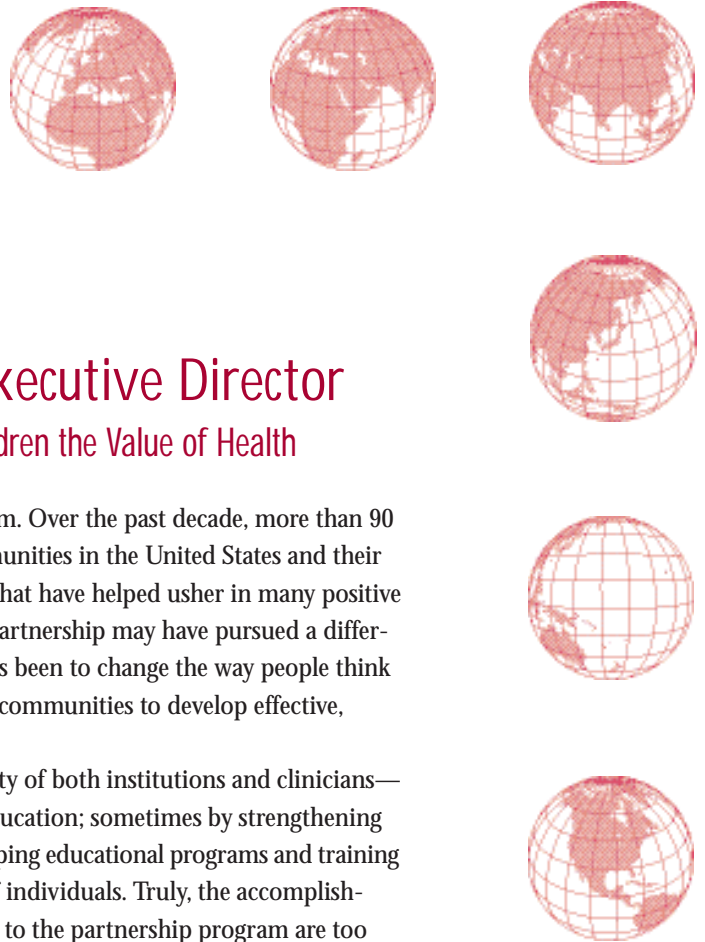 xecutive Director
dren the Value of Health
m. Over the past decade, more than 90
munities in the United States and their
hat have helped usher in many positive
artnership may have pursued a differ-
s been to change the way people think
communities to develop effective,
ty of both institutions and clinicians—
ucation; sometimes by strengthening
ping educational programs and training
f individuals. Truly, the accomplish-
to the partnership program are too